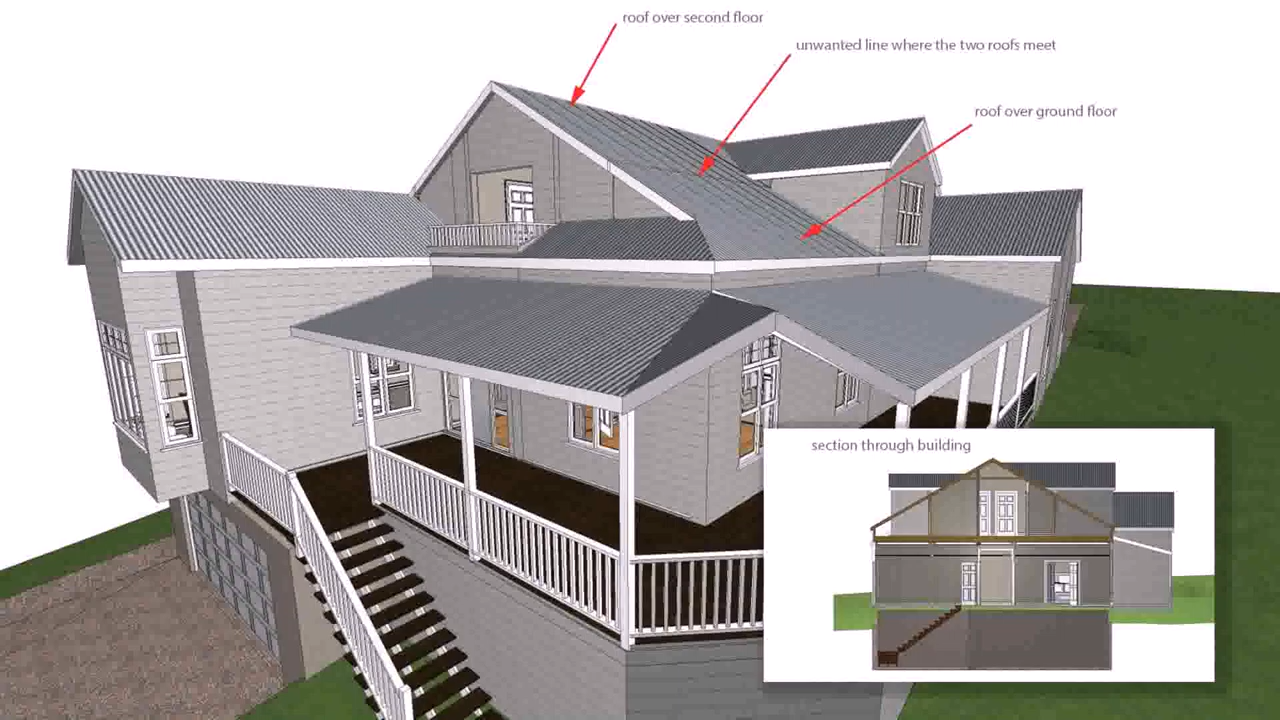 roof over second floor
unwanted line where the two roofs meet
roof over ground floor
section through building